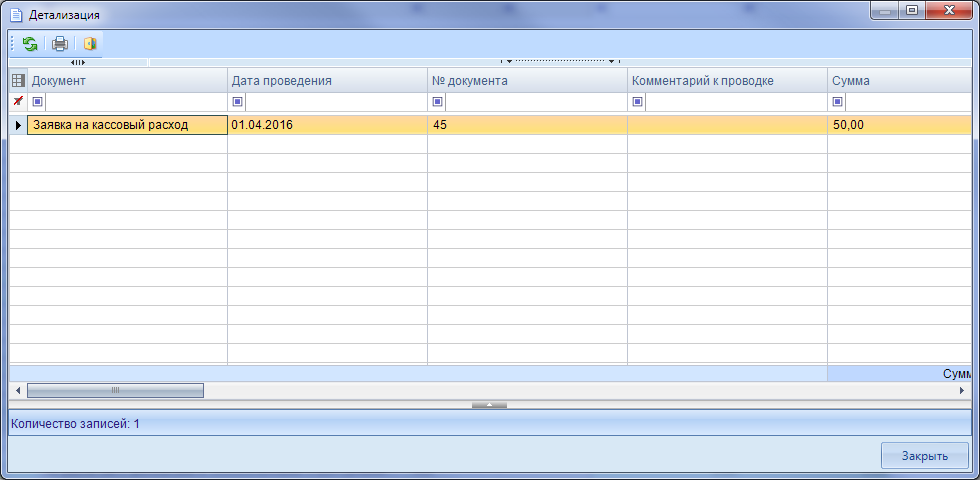 Детализация
Документ Дата проведения № документа Комментарий к проводке Сумма
Заявка на кассовый расход 01.04.2016 45 50,00
Сумм
Количество записей: 1
Закрыть